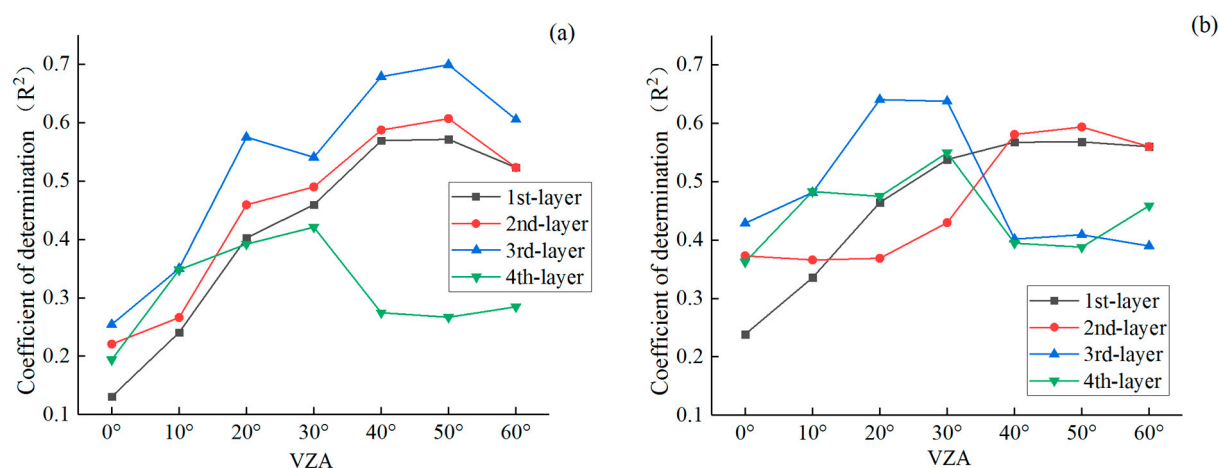 (a)
Coefficient of determination (R²)
0.7
0.6
0.5
0.4
0.3
0.2
0.1
1st-layer
2nd-layer
3rd-layer
4th-layer
0° 10° 20° 30° 40° 50° 60°
VZA
(b)
Coefficient of determination (R²)
0.7
0.6
0.5
0.4
0.3
0.2
0.1
1st-layer
2nd-layer
3rd-layer
4th-layer
0° 10° 20° 30° 40° 50° 60°
VZA